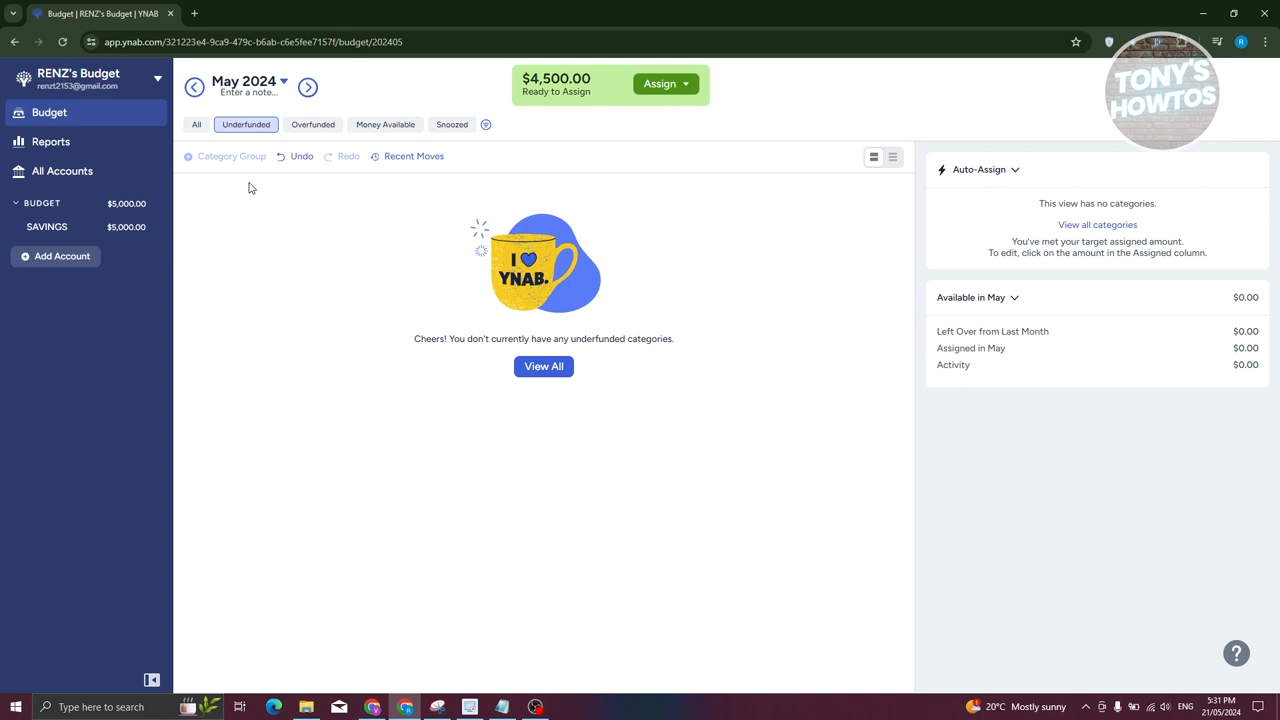 Budget | RENZ's Budget | YNAB
app.ynab.com/321223e4-9ca9-479c-b6ab-c6e5fee7157f/budget/202405
R
TONY'S
HOWTOS
RENZ's Budget
renzt2153@gmail.com
Budget
Reports
All Accounts
BUDGET $5,000.00
SAVINGS $5,000.00
Add Account
May 2024
Enter a note...
$4,500.00
Ready to Assign
Assign
All Underfunded Overfunded Money Available Snoozed
Category Group Undo Redo Recent Moves
I
YNAB.
Cheers! You don't currently have any underfunded categories.
View All
Auto-Assign
This view has no categories.
View all categories
You've met your target assigned amount.
To edit, click on the amount in the Assigned column.
Available in May $0.00
Left Over from Last Month $0.00
Assigned in May $0.00
Activity $0.00
?
Type here to search
20°C Mostly sunny
5:31 PM
21/05/2024